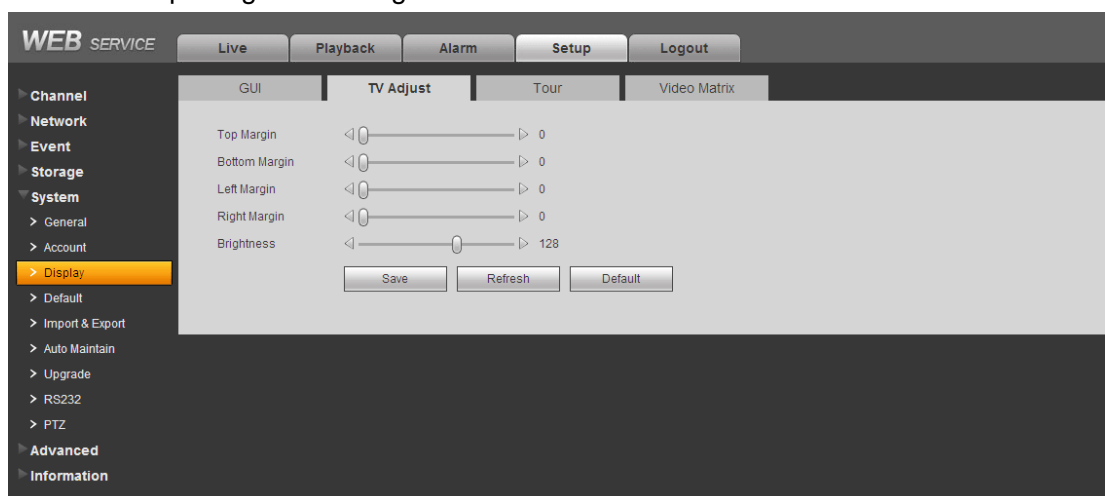 WEB SERVICE
Live Playback Alarm Setup Logout
GUI TV Adjust Tour Video Matrix
Channel
Network
Event
Storage
System
General
Account
Display
Default
Import & Export
Auto Maintain
Upgrade
RS232
PTZ
Advanced
Information
Top Margin 0
Bottom Margin 0
Left Margin 0
Right Margin 0
Brightness 128
Save Refresh Default